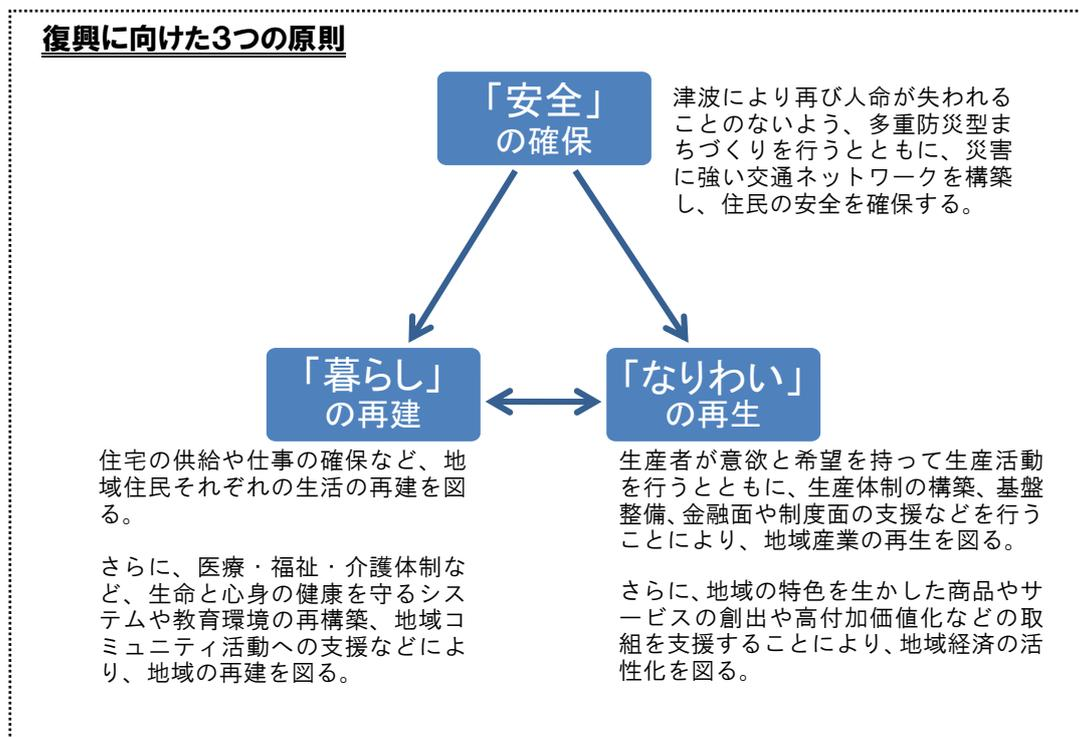 復興に向けた3つの原則
「安全」
の確保
津波により再び人命が失われる
ことのないよう、多重防災型ま
ちづくりを行うとともに、災害
に強い交通ネットワークを構築
し、住民の安全を確保する。
「暮らし」
の再建
住宅の供給や仕事の確保など、地
域住民それぞれの生活の再建を図
る。
さらに、医療・福祉・介護体制な
ど、生命と心身の健康を守るシス
テムや教育環境の再構築、地域コ
ミュニティ活動への支援などによ
り、地域の再建を図る。
「なりわい」
の再生
生産者が意欲と希望を持って生産活動
を行うとともに、生産体制の構築、基盤
整備、金融面や制度面の支援などを行う
ことにより、地域産業の再生を図る。
さらに、地域の特色を生かした商品やサ
ービスの創出や高付加価値化などの取
組を支援することにより、地域経済の活
性化を図る。